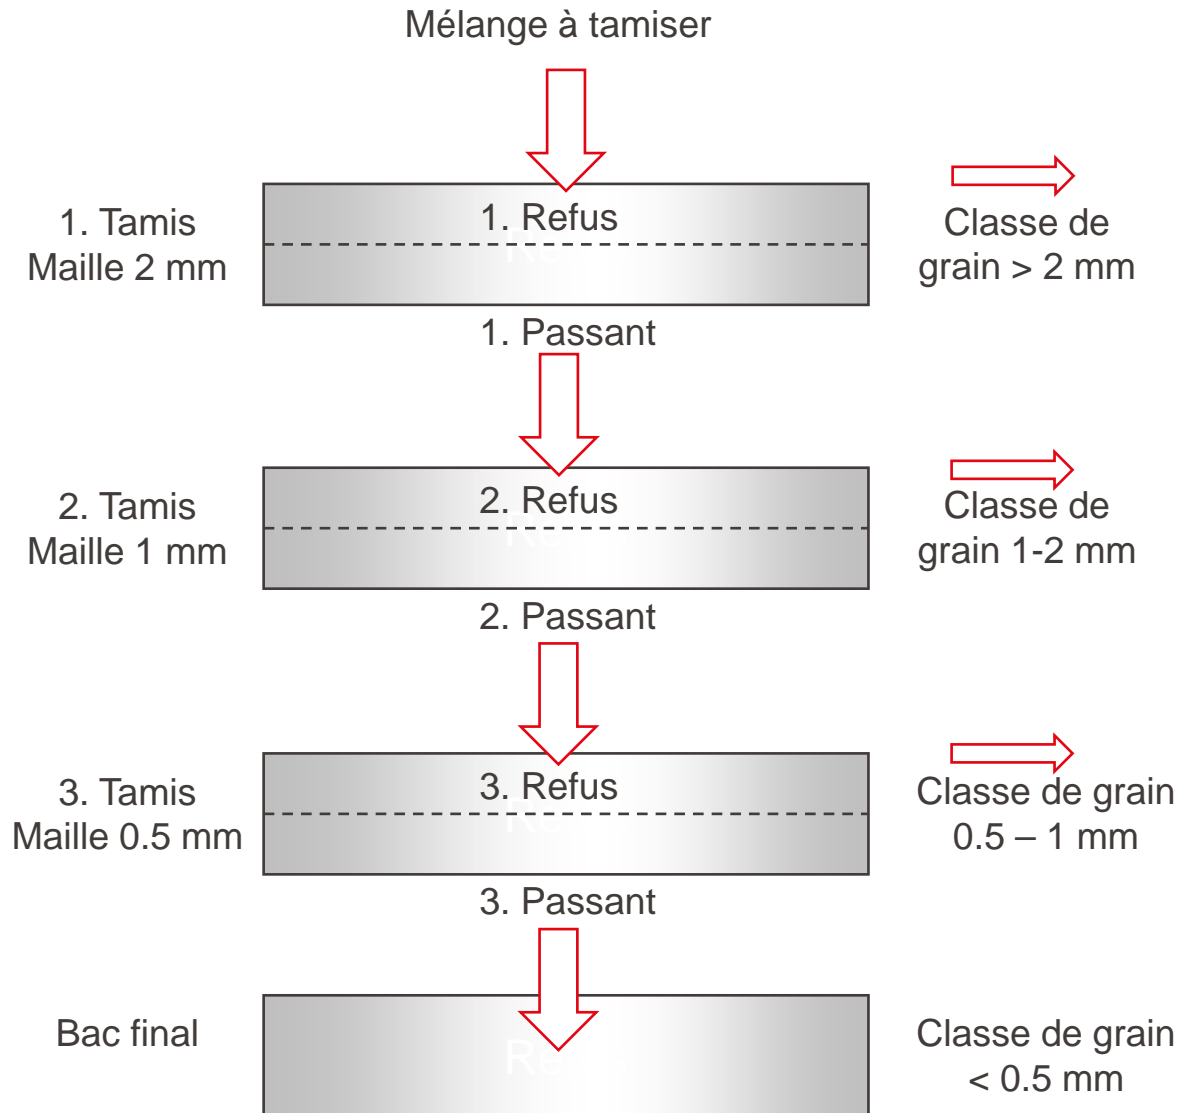 Mélange à tamiser
1. Tamis
Maille 2 mm
1. Refus
Classe de
grain > 2 mm
1. Passant
2. Tamis
Maille 1 mm
2. Refus
Classe de
grain 1-2 mm
2. Passant
3. Tamis
Maille 0.5 mm
3. Refus
Classe de grain
0.5 – 1 mm
3. Passant
Bac final
Classe de grain
< 0.5 mm